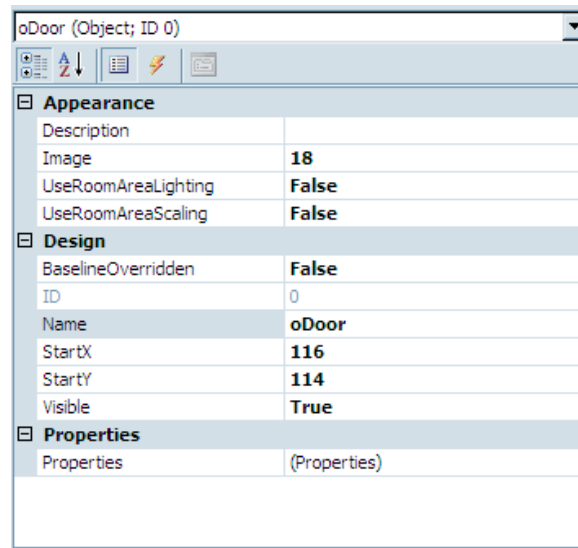 oDoor (Object; ID 0)
Appearance
Description
Image 18
UseRoomAreaLighting False
UseRoomAreaScaling False
Design
BaselineOverridden False
ID 0
Name oDoor
StartX 116
StartY 114
Visible True
Properties
Properties (Properties)